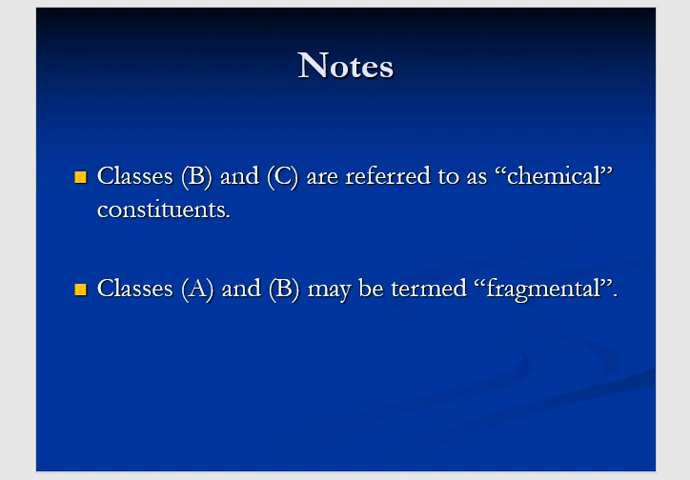 Notes
Classes (B) and (C) are referred to as “chemical”
constituents.
Classes (A) and (B) may be termed “fragmental”.